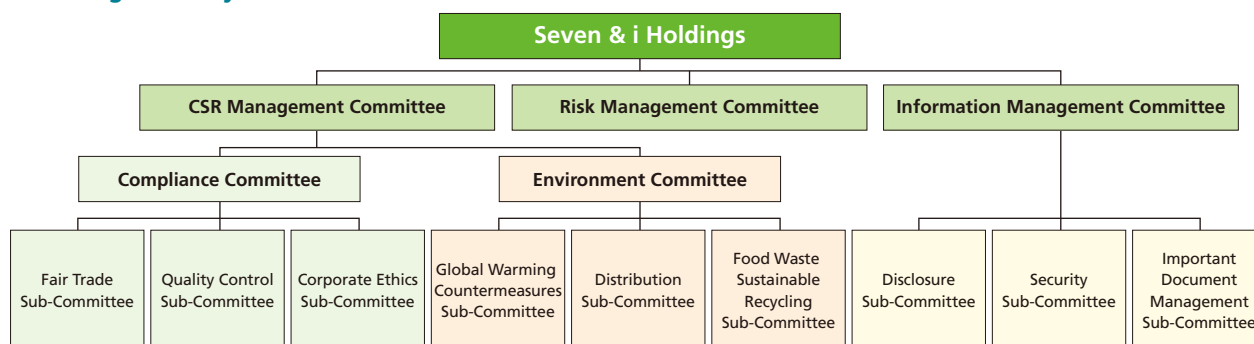 Seven & i Holdings
CSR Management Committee
Risk Management Committee
Information Management Committee
Compliance Committee
Environment Committee
Fair Trade
Sub-Committee
Quality Control
Sub-Committee
Corporate Ethics
Sub-Committee
Global Warming
Countermeasures
Sub-Committee
Distribution
Sub-Committee
Food Waste
Sustainable
Recycling
Sub-Committee
Disclosure
Sub-Committee
Security
Sub-Committee
Important
Document
Management
Sub-Committee